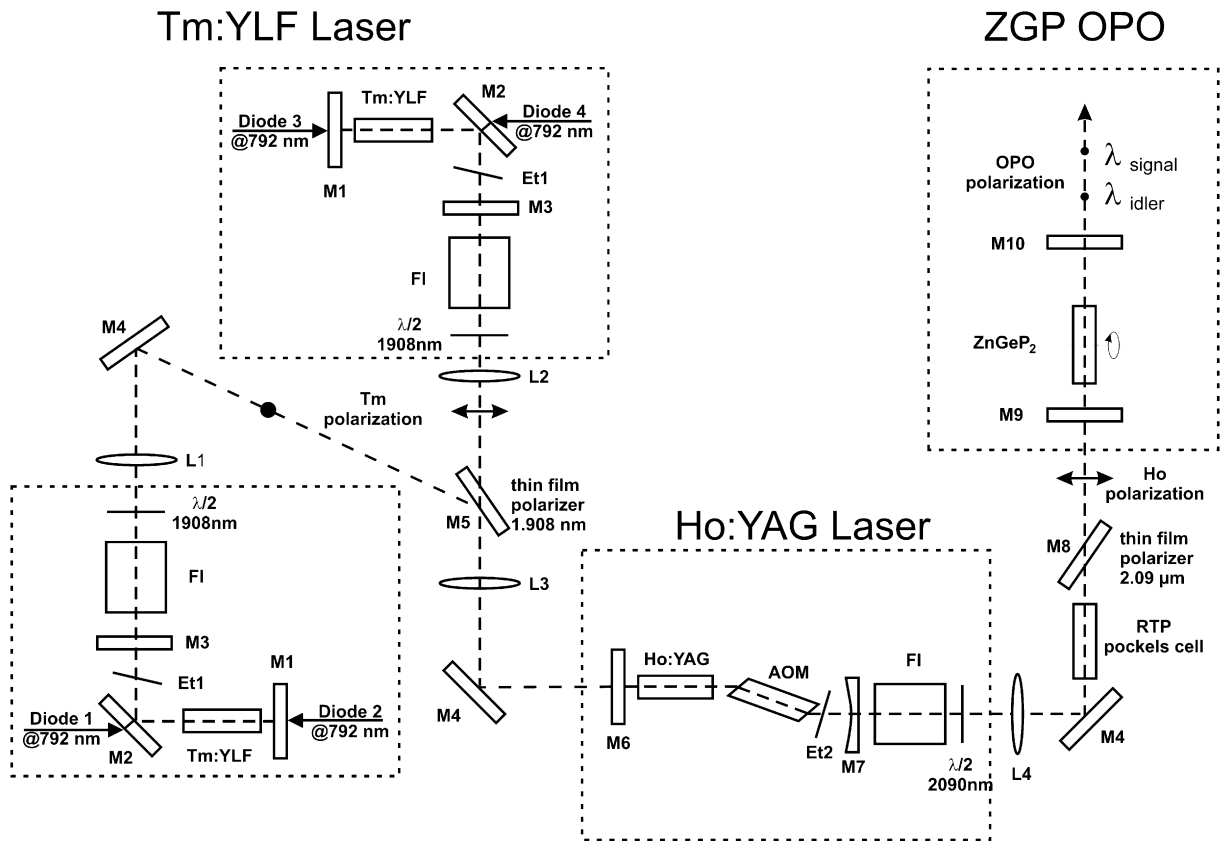 Tm:YLF Laser
ZGP OPO
Tm:YLF
M2
Diode 3
@792 nm
Diode 4
@792 nm
M1
Et1
M3
FI
λ/2
1908nm
OPO
polarization
λ signal
λ idler
M10
ZnGeP2
M9
M4
L2
Tm
polarization
L1
thin film
polarizer
1.908 nm
M5
Ho
polarization
λ/2
1908nm
FI
M3
Et1
M1
Diode 1
@792 nm
Diode 2
@792 nm
M2
Tm:YLF
L3
M4
Ho:YAG Laser
Ho:YAG
AOM
FI
M6
Et2
M7
λ/2
2090nm
L4
M8
thin film
polarizer
2.09 µm
RTP
pockels cell
M4